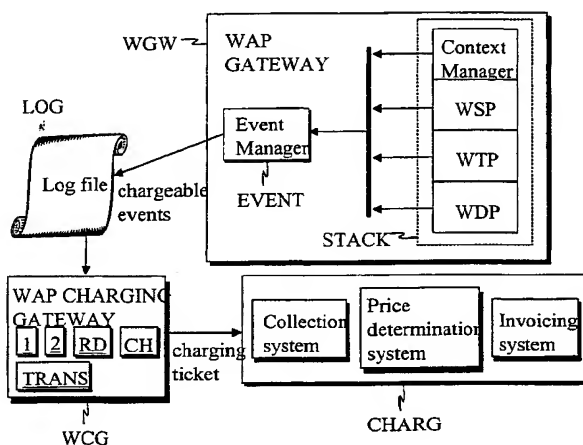 WGW
WAP
GATEWAY
Context
Manager
WSP
WTP
WDP
STACK
Event
Manager
EVENT
LOG
Log file
chargeable
events
WAP CHARGING
GATEWAY
1 2 RD CH
TRANS
WCG
charging
ticket
Collection
system
Price
determination
system
Invoicing
system
CHARG